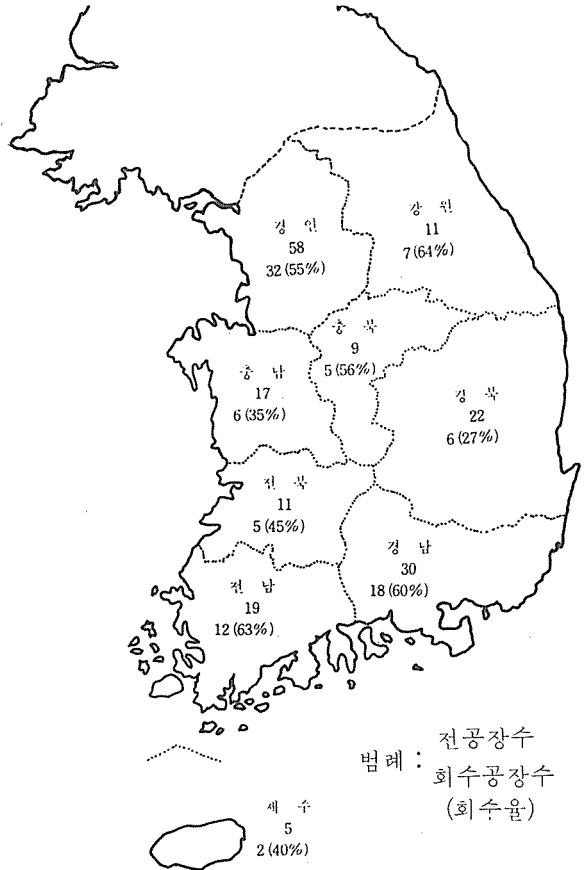 경 인
58
32 (55%)
강 원
11
7 (64%)
충 북
9
5 (56%)
충 남
17
6 (35%)
경 북
22
6 (27%)
전 북
11
5 (45%)
경 남
30
18 (60%)
전 남
19
12 (63%)
제 주
5
2 (40%)
범례 : 전공장수
회수공장수
(회수율)